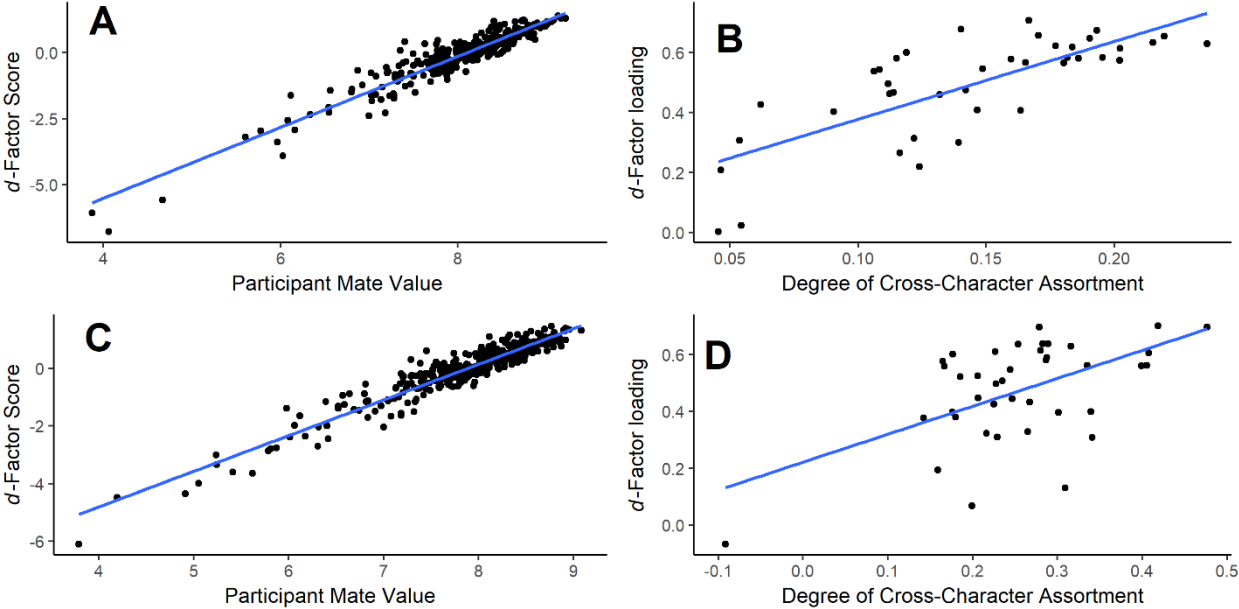 A
d-Factor Score
0.0
-2.5
-5.0
4 6 8
Participant Mate Value
B
d-Factor loading
0.6
0.4
0.2
0.0
0.05 0.10 0.15 0.20
Degree of Cross-Character Assortment
C
d-Factor Score
0
-2
-4
-6
4 5 6 7 8 9
Participant Mate Value
D
d-Factor loading
0.6
0.4
0.2
0.0
-0.1 0.0 0.1 0.2 0.3 0.4 0.5
Degree of Cross-Character Assortment